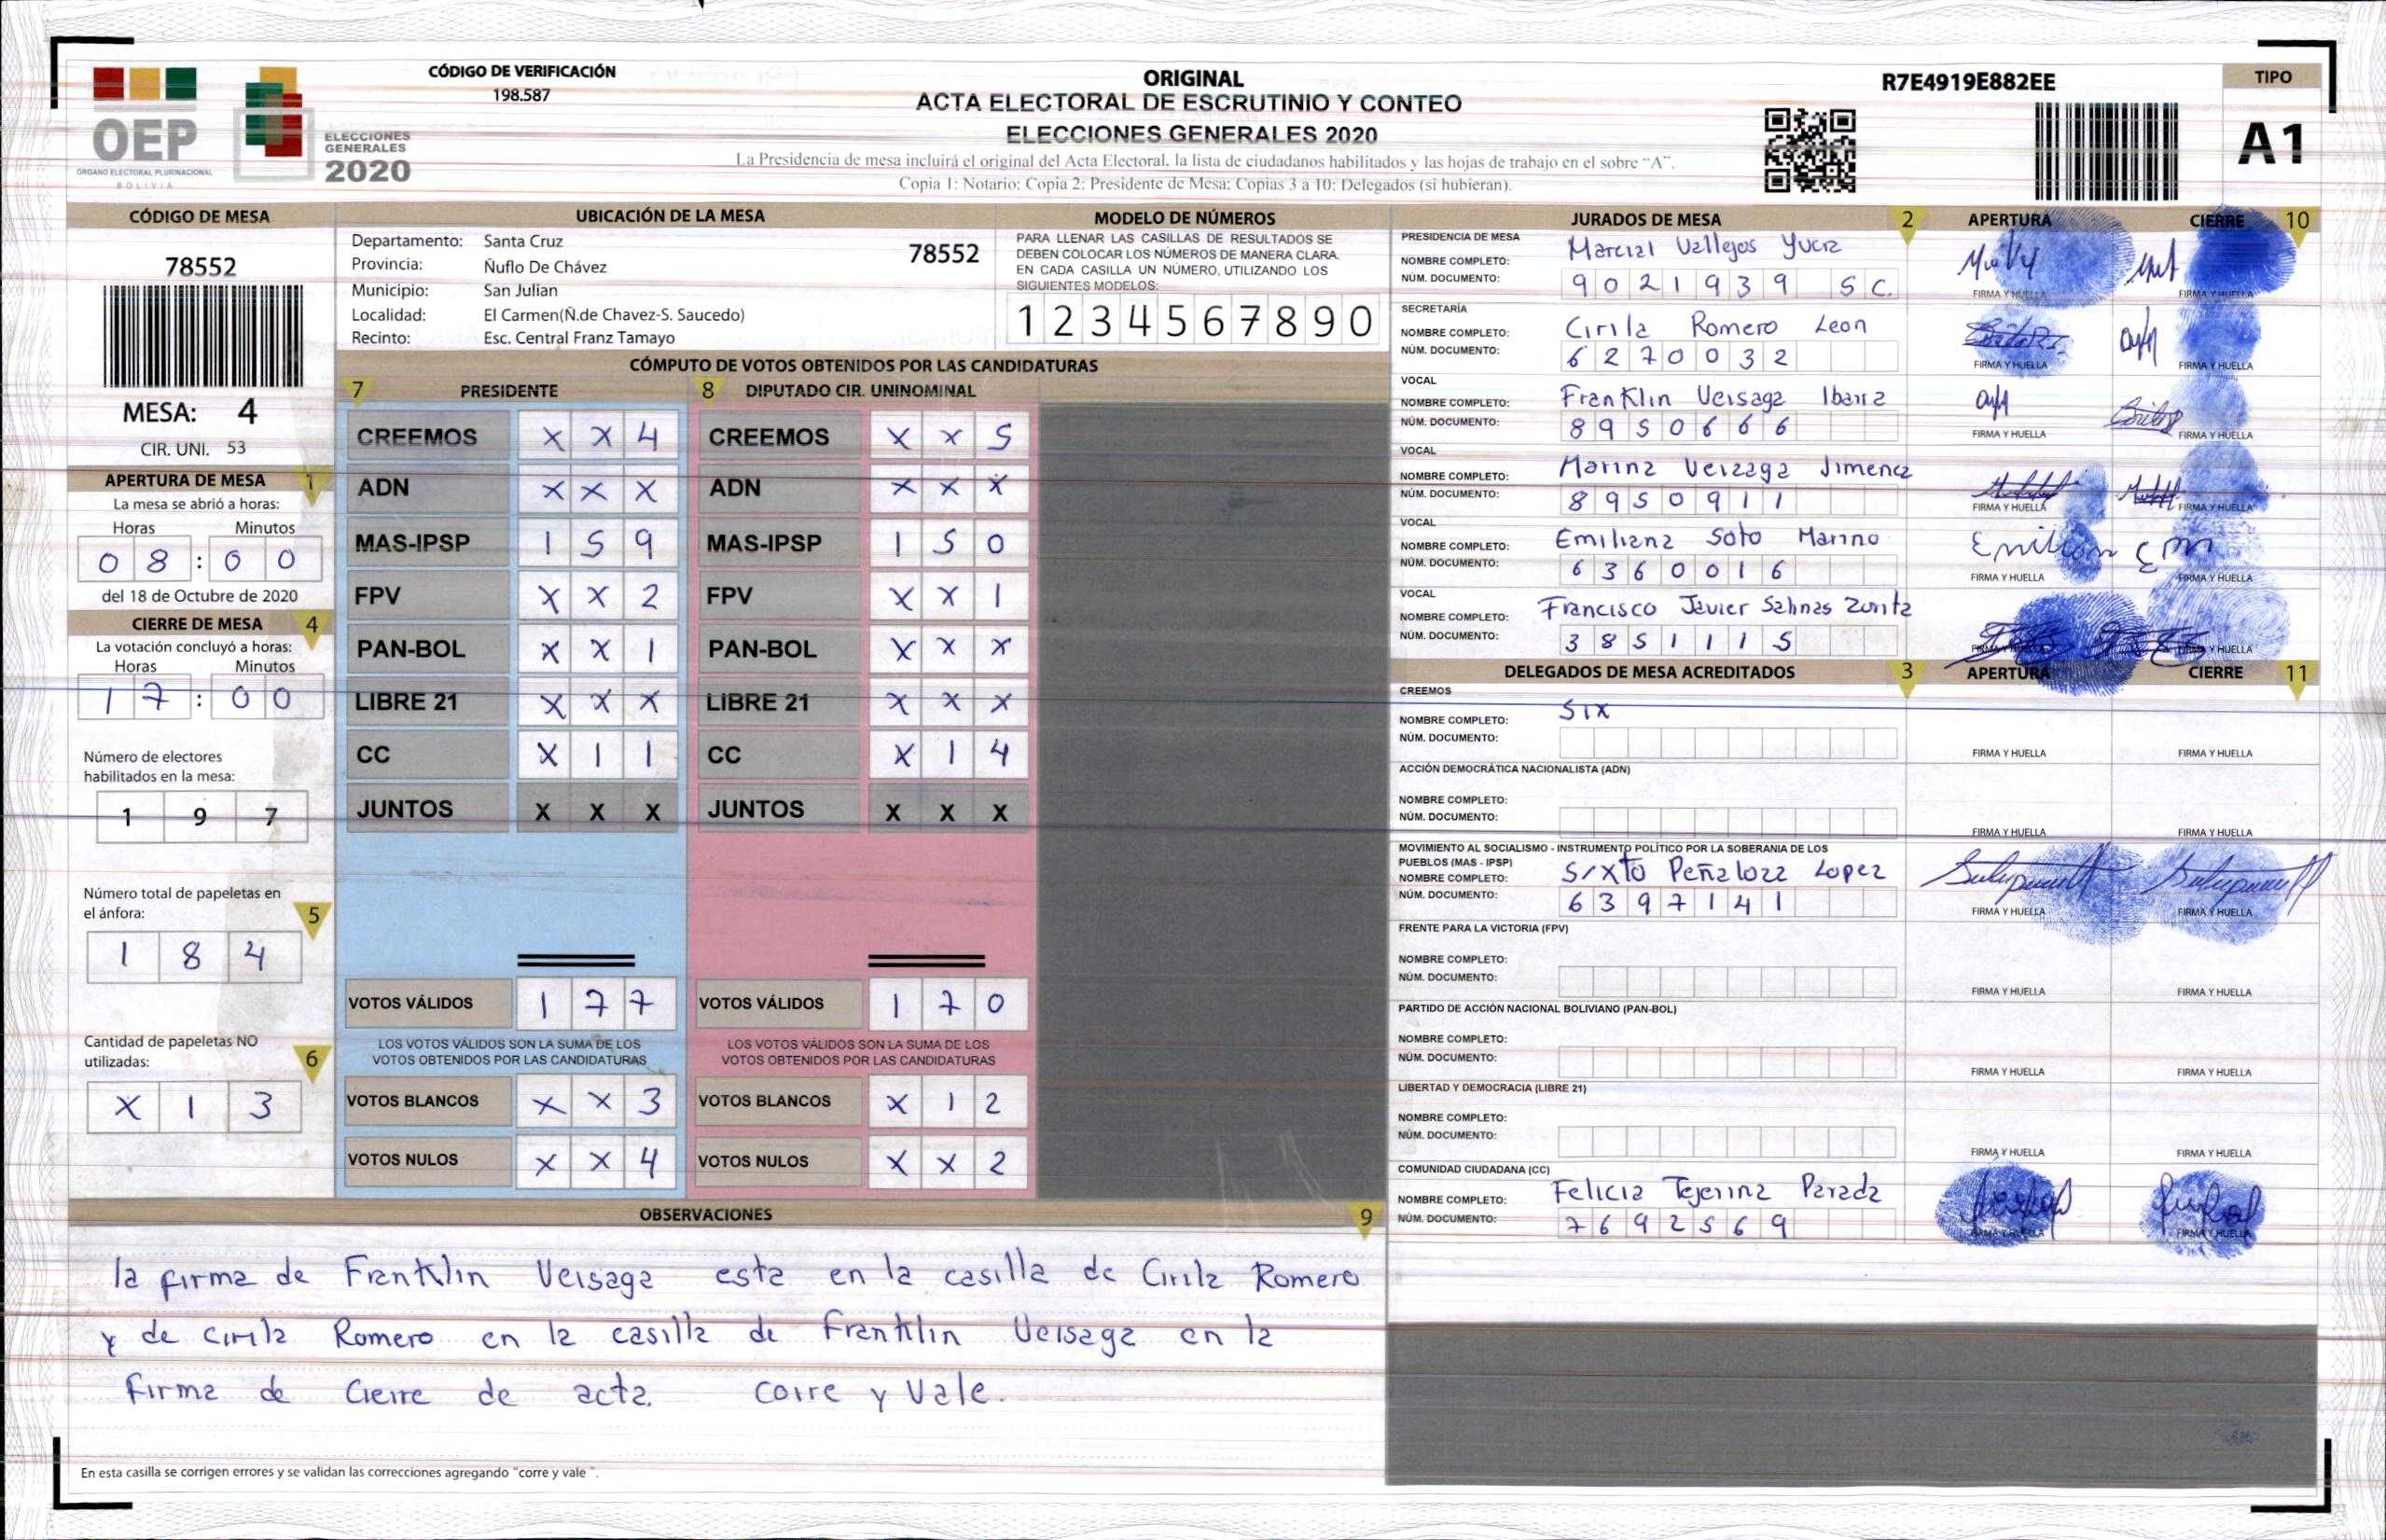 CÓDIGO DE VERIFICACIÓN
198.587
OEP
ÓRGANO ELECTORAL PLURINACIONAL
BOLIVIA
ELECCIONES
GENERALES
2020
ORIGINAL
ACTA ELECTORAL DE ESCRUTINIO Y CONTEO
ELECCIONES GENERALES 2020
La Presidencia de mesa incluirá el original del Acta Electoral, la lista de ciudadanos habilitados y las hojas de trabajo en el sobre "A".
Copia 1: Notario; Copia 2: Presidente de Mesa; Copias 3 a 10: Delegados (si hubieran).
R7E4919E882EE
TIPO
A1
CÓDIGO DE MESA
78552
MESA: 4
CIR. UNI. 53
APERTURA DE MESA 1
La mesa se abrió a horas:
Horas Minutos
0 8 : 0 0
del 18 de Octubre de 2020
CIERRE DE MESA 4
La votación concluyó a horas:
Horas Minutos
1 7 : 0 0
Número de electores
habilitados en la mesa:
1 9 7
Número total de papeletas en
el ánfora: 5
1 8 4
Cantidad de papeletas NO
utilizadas: 6
X 1 3
UBICACIÓN DE LA MESA
Departamento: Santa Cruz 78552
Provincia: Ñuflo De Chávez
Municipio: San Julian
Localidad: El Carmen(Ñ.de Chavez-S. Saucedo)
Recinto: Esc. Central Franz Tamayo
MODELO DE NÚMEROS
PARA LLENAR LAS CASILLAS DE RESULTADOS SE
DEBEN COLOCAR LOS NÚMEROS DE MANERA CLARA.
EN CADA CASILLA UN NÚMERO, UTILIZANDO LOS
SIGUIENTES MODELOS:
1 2 3 4 5 6 7 8 9 0
CÓMPUTO DE VOTOS OBTENIDOS POR LAS CANDIDATURAS
7 PRESIDENTE 8 DIPUTADO CIR. UNINOMINAL
CREEMOS X X 4 CREEMOS X X 5
ADN X X X ADN X X X
MAS-IPSP 1 5 9 MAS-IPSP 1 5 0
FPV X X 2 FPV X X 1
PAN-BOL X X 1 PAN-BOL X X X
LIBRE 21 X X X LIBRE 21 X X X
CC X 1 1 CC X 1 4
JUNTOS X X X JUNTOS X X X
VOTOS VÁLIDOS 1 7 7 VOTOS VÁLIDOS 1 7 0
LOS VOTOS VÁLIDOS SON LA SUMA DE LOS LOS VOTOS VÁLIDOS SON LA SUMA DE LOS
VOTOS OBTENIDOS POR LAS CANDIDATURAS VOTOS OBTENIDOS POR LAS CANDIDATURAS
VOTOS BLANCOS X X 3 VOTOS BLANCOS X 1 2
VOTOS NULOS X X 4 VOTOS NULOS X X 2
OBSERVACIONES 9
la firma de Franklin Veisaga esta en la casilla de Cirila Romero
y de cirila Romero en la casilla de Franklin Veisaga en la
firma de Cierre de acta. corre y Vale.
En esta casilla se corrigen errores y se validan las correcciones agregando "corre y vale".
JURADOS DE MESA 2 APERTURA CIERRE 10
PRESIDENCIA DE MESA
NOMBRE COMPLETO: Marcial Vallejos Yucra
NÚM. DOCUMENTO: 9 0 2 1 9 3 9 S C.
FIRMA Y HUELLA FIRMA Y HUELLA
SECRETARÍA
NOMBRE COMPLETO: Cirila Romero Leon
NÚM. DOCUMENTO: 6 2 7 0 0 3 2
FIRMA Y HUELLA FIRMA Y HUELLA
VOCAL
NOMBRE COMPLETO: Franklin Veisaga Ibarra
NÚM. DOCUMENTO: 8 9 5 0 6 6 6
FIRMA Y HUELLA FIRMA Y HUELLA
VOCAL
NOMBRE COMPLETO: Marina Veizaga Jimenez
NÚM. DOCUMENTO: 8 9 5 0 9 1 1
FIRMA Y HUELLA FIRMA Y HUELLA
VOCAL
NOMBRE COMPLETO: Emiliana Soto Marino
NÚM. DOCUMENTO: 6 3 6 0 0 1 6
FIRMA Y HUELLA FIRMA Y HUELLA
VOCAL
NOMBRE COMPLETO: Francisco Javier Salinas Zurita
NÚM. DOCUMENTO: 3 8 5 1 1 1 5
FIRMA Y HUELLA FIRMA Y HUELLA
DELEGADOS DE MESA ACREDITADOS 3 APERTURA CIERRE 11
CREEMOS
NOMBRE COMPLETO: Six
NÚM. DOCUMENTO:
FIRMA Y HUELLA FIRMA Y HUELLA
ACCIÓN DEMOCRÁTICA NACIONALISTA (ADN)
NOMBRE COMPLETO:
NÚM. DOCUMENTO:
FIRMA Y HUELLA FIRMA Y HUELLA
MOVIMIENTO AL SOCIALISMO - INSTRUMENTO POLÍTICO POR LA SOBERANIA DE LOS
PUEBLOS (MAS - IPSP)
NOMBRE COMPLETO: Sixto Peñaloza Lopez
NÚM. DOCUMENTO: 6 3 9 7 1 4 1
FIRMA Y HUELLA FIRMA Y HUELLA
FRENTE PARA LA VICTORIA (FPV)
NOMBRE COMPLETO:
NÚM. DOCUMENTO:
FIRMA Y HUELLA FIRMA Y HUELLA
PARTIDO DE ACCIÓN NACIONAL BOLIVIANO (PAN-BOL)
NOMBRE COMPLETO:
NÚM. DOCUMENTO:
FIRMA Y HUELLA FIRMA Y HUELLA
LIBERTAD Y DEMOCRACIA (LIBRE 21)
NOMBRE COMPLETO:
NÚM. DOCUMENTO:
FIRMA Y HUELLA FIRMA Y HUELLA
COMUNIDAD CIUDADANA (CC)
NOMBRE COMPLETO: Felicia Tejerina Parada
NÚM. DOCUMENTO: 7 6 9 2 5 6 9
FIRMA Y HUELLA FIRMA Y HUELLA